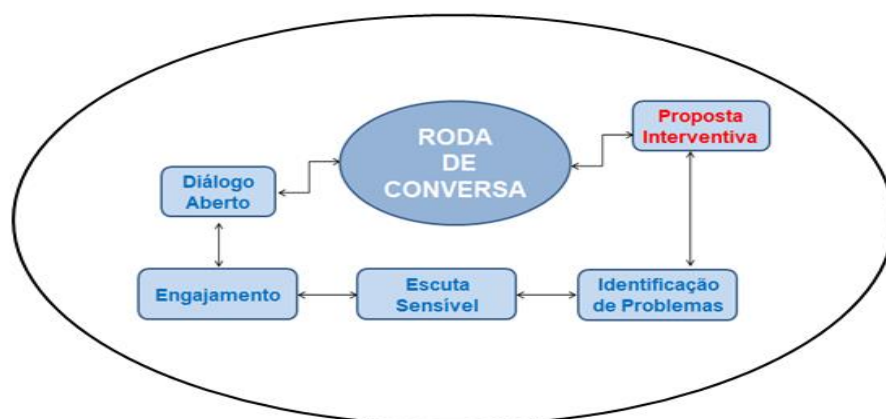 RODA
DE
CONVERSA
Proposta
Interventiva
Diálogo
Aberto
Engajamento
Escuta
Sensível
Identificação
de Problemas